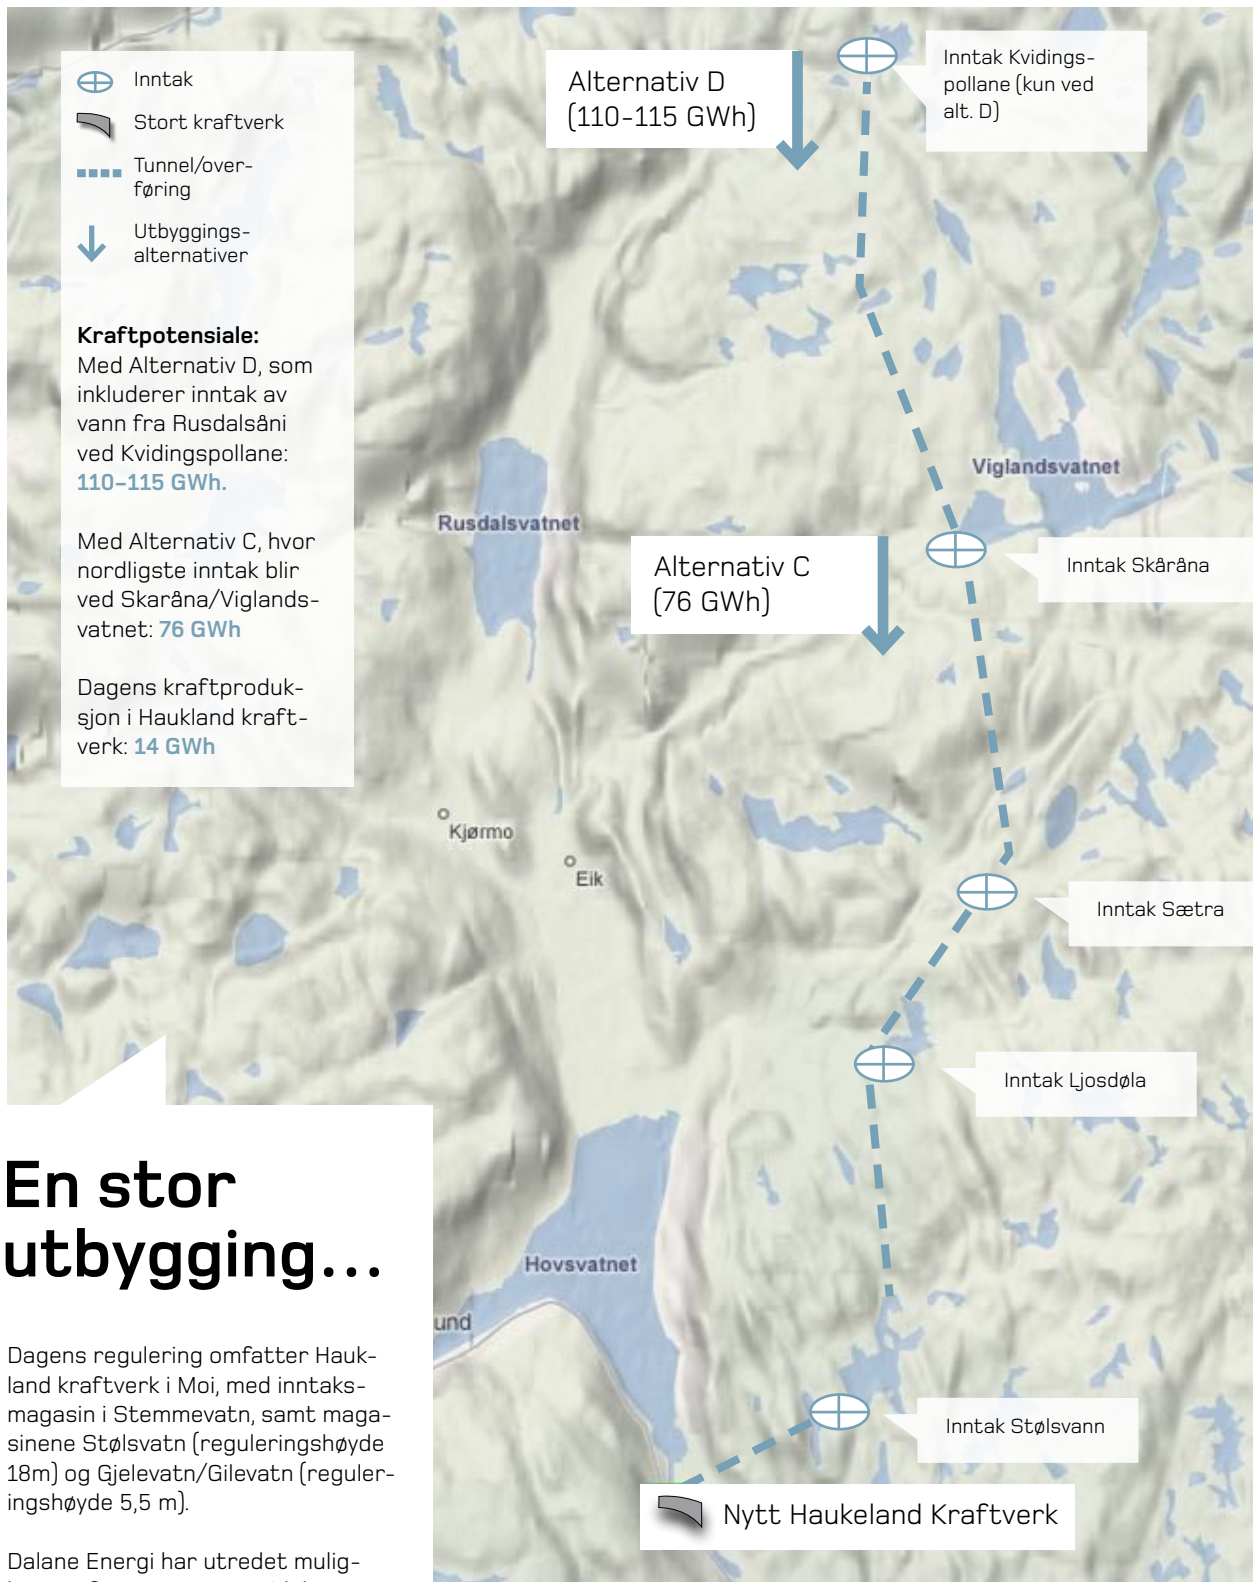 Inntak
Stort kraftverk
Tunnel/over-
føring
Utbyggings-
alternativer
Kraftpotensiale:
Med Alternativ D, som
inkluderer inntak av
vann fra Rusdalsåni
ved Kvidingspollane:
110–115 GWh.
Med Alternativ C, hvor
nordligste inntak blir
ved Skaråna/Viglands-
vatnet: 76 GWh
Dagens kraftproduk-
sjon i Haukland kraft-
verk: 14 GWh
Alternativ D
(110-115 GWh)
Inntak Kvidings-
pollane (kun ved
alt. D)
Viglandsvatnet
Rusdalsvatnet
Alternativ C
(76 GWh)
Inntak Skåråna
Kjørmo
Eik
Inntak Sætra
Inntak Ljosdøla
Hovsvatnet
und
Inntak Stølsvann
Nytt Haukeland Kraftverk
En stor
utbygging...
Dagens regulering omfatter Hauk-
land kraftverk i Moi, med inntaks-
magasin i Stemmevatn, samt maga-
sinene Stølsvatn (reguleringshøyde
18m) og Gjelevatn/Gilevatn (reguler-
ingshøyde 5,5 m).
Dalane Energi har utredet mulig-